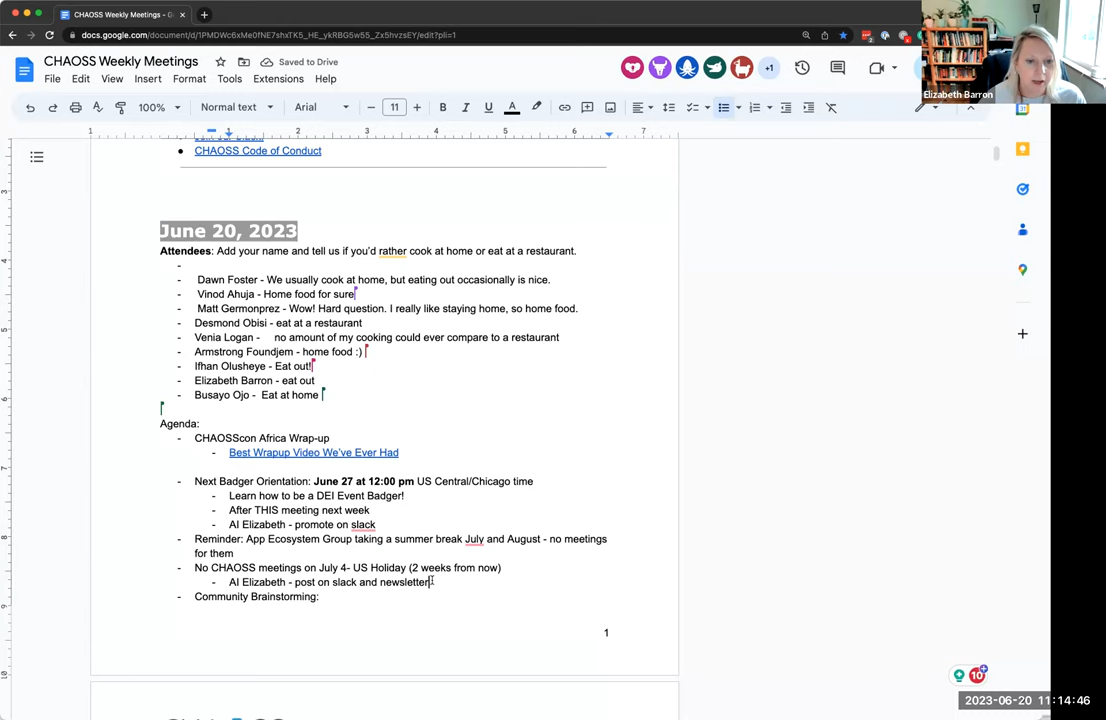 CHAOSS Weekly Meetings - G
docs.google.com/document/d/1PMDWc6xMe0fNE7shxTK5_HE_ykRBG5w55_Zx5hvzsEY/edit?pli=1
CHAOSS Weekly Meetings
Saved to Drive
File Edit View Insert Format Tools Extensions Help
+1
100% Normal text Arial 11
Elizabeth Barron
1 1 2 3 4 5 6 7
CHAOSS Code of Conduct
June 20, 2023
Attendees: Add your name and tell us if you'd rather cook at home or eat at a restaurant.
-
- Dawn Foster - We usually cook at home, but eating out occasionally is nice.
- Vinod Ahuja - Home food for sure
- Matt Germonprez - Wow! Hard question. I really like staying home, so home food.
- Desmond Obisi - eat at a restaurant
- Venia Logan - no amount of my cooking could ever compare to a restaurant
- Armstrong Foundjem - home food :)
- Ifhan Olusheye - Eat out!
- Elizabeth Barron - eat out
- Busayo Ojo - Eat at home
Agenda:
- CHAOSScon Africa Wrap-up
- Best Wrapup Video We've Ever Had
- Next Badger Orientation: June 27 at 12:00 pm US Central/Chicago time
- Learn how to be a DEI Event Badger!
- After THIS meeting next week
- AI Elizabeth - promote on slack
- Reminder: App Ecosystem Group taking a summer break July and August - no meetings
for them
- No CHAOSS meetings on July 4- US Holiday (2 weeks from now)
- AI Elizabeth - post on slack and newsletter
- Community Brainstorming:
1
10
2023-06-20 11:14:46